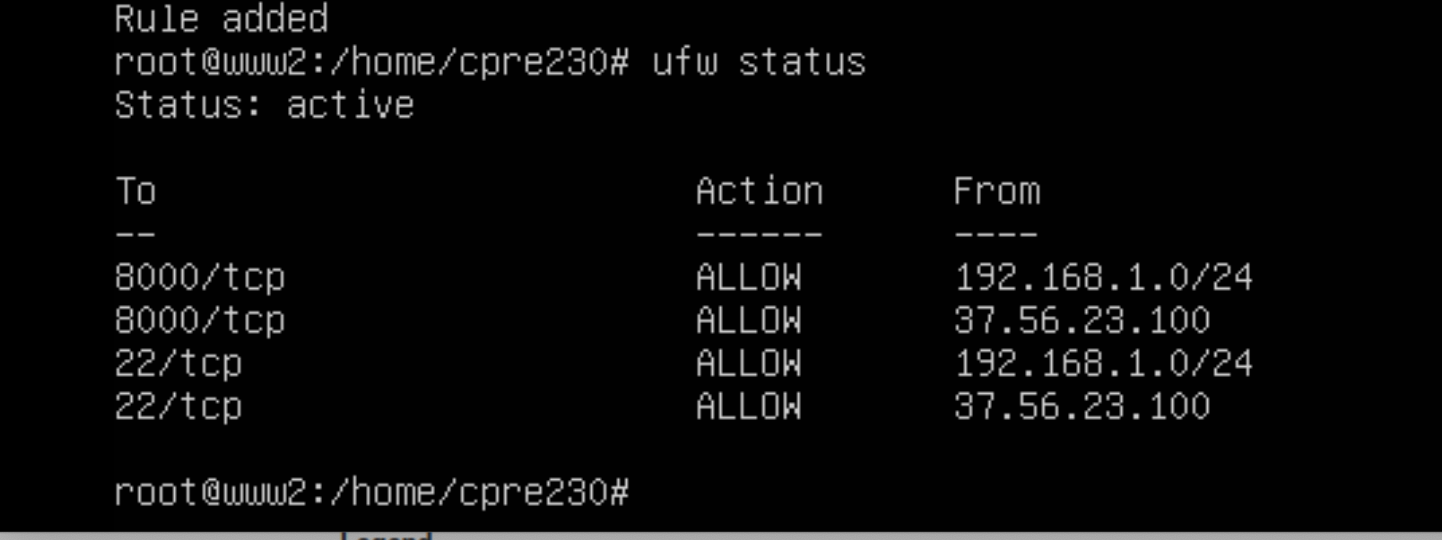 Rule added
root@www2:/home/cpre230# ufw status
Status: active
To Action From
-- ------ ----
8000/tcp ALLOW 192.168.1.0/24
8000/tcp ALLOW 37.56.23.100
22/tcp ALLOW 192.168.1.0/24
22/tcp ALLOW 37.56.23.100
root@www2:/home/cpre230#